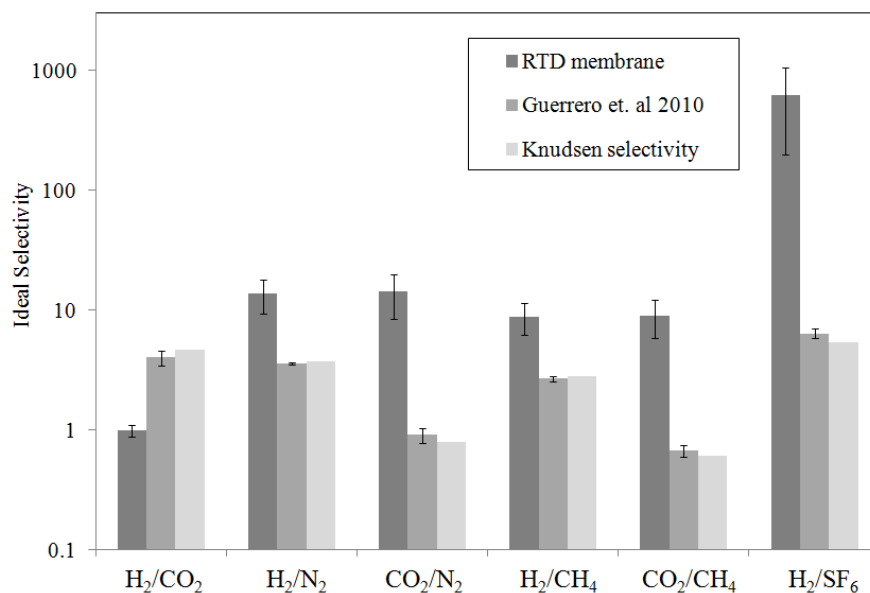 1000
RTD membrane
Guerrero et. al 2010
Knudsen selectivity
100
Ideal Selectivity
10
1
0.1
H₂/CO₂ H₂/N₂ CO₂/N₂ H₂/CH₄ CO₂/CH₄ H₂/SF₆